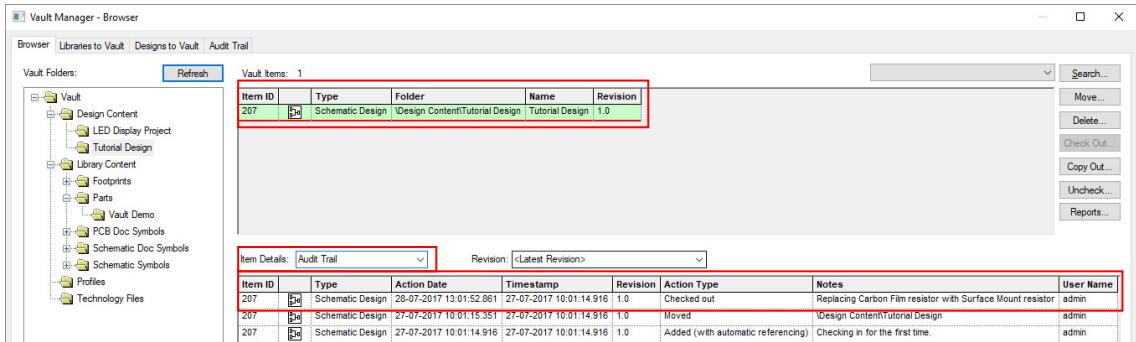 Vault Manager - Browser
Browser Libraries to Vault Designs to Vault Audit Trail
Vault Folders: Refresh Vault Items: 1 Search...
Item ID Type Folder Name Revision Move...
207 Schematic Design \Design Content\Tutorial Design Tutorial Design 1.0
Delete...
Check Out...
Copy Out...
Uncheck...
Reports...
Vault
Design Content
LED Display Project
Tutorial Design
Library Content
Footprints
Parts
Vault Demo
PCB Doc Symbols
Schematic Doc Symbols
Schematic Symbols
Profiles
Technology Files
Item Details: Audit Trail Revision: <Latest Revision>
Item ID Type Action Date Timestamp Revision Action Type Notes User Name
207 Schematic Design 28-07-2017 13:01:52.861 27-07-2017 10:01:14.916 1.0 Checked out Replacing Carbon Film resistor with Surface Mount resistor admin
207 Schematic Design 27-07-2017 10:01:15.351 27-07-2017 10:01:14.916 1.0 Moved \Design Content\Tutorial Design admin
207 Schematic Design 27-07-2017 10:01:14.916 27-07-2017 10:01:14.916 1.0 Added (with automatic referencing) Checking in for the first time. admin